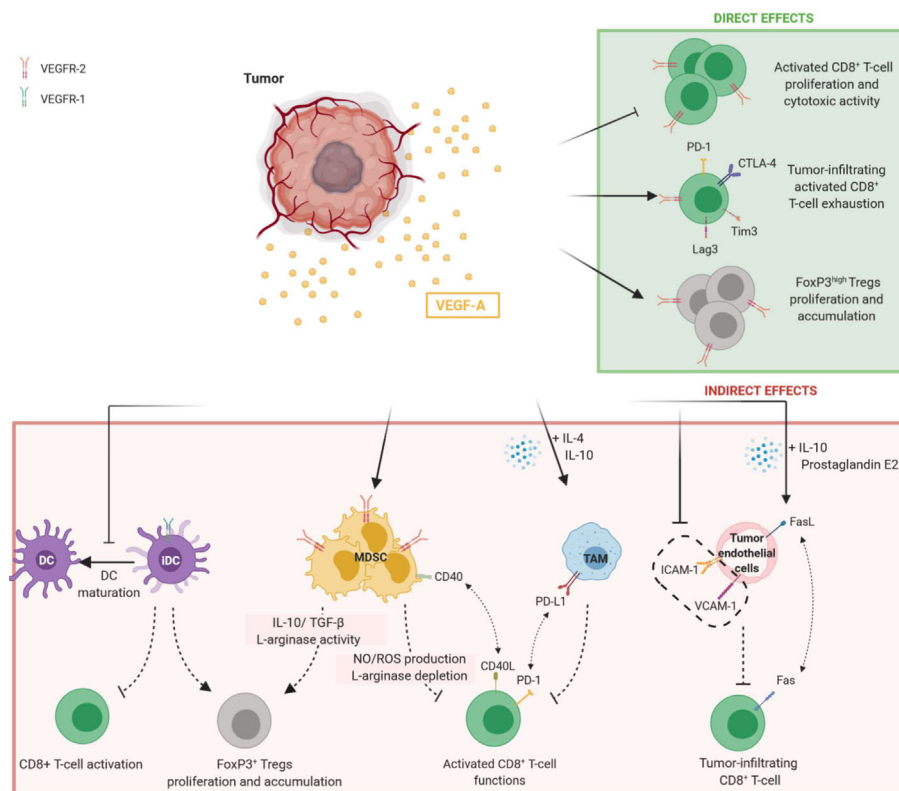 DIRECT EFFECTS
VEGFR-2
VEGFR-1
Tumor
VEGF-A
Activated CD8⁺ T-cell
proliferation and
cytotoxic activity
PD-1
CTLA-4
Tim3
Lag3
Tumor-infiltrating
activated CD8⁺
T-cell exhaustion
FoxP3ʰⁱᵍʰ Tregs
proliferation and
accumulation
INDIRECT EFFECTS
+ IL-4
IL-10
+ IL-10
Prostaglandin E2
DC
iDC
DC
maturation
MDSC
CD40
TAM
PD-L1
FasL
Tumor
endothelial
cells
ICAM-1
VCAM-1
IL-10/ TGF-β
L-arginase activity
NO/ROS production
L-arginase depletion
CD40L
PD-1
Fas
CD8+ T-cell activation
FoxP3⁺ Tregs
proliferation and accumulation
Activated CD8⁺ T-cell
functions
Tumor-infiltrating
CD8⁺ T-cell